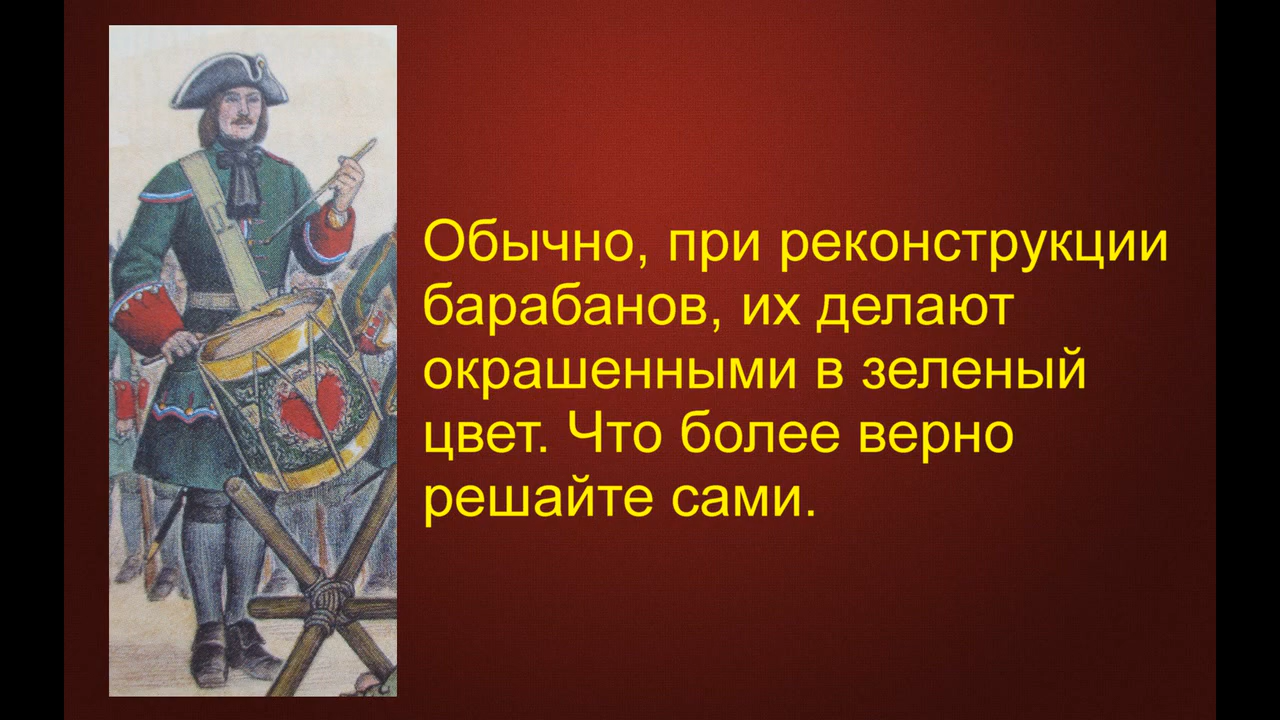 Обычно, при реконструкции
барабанов, их делают
окрашенными в зеленый
цвет. Что более верно
решайте сами.